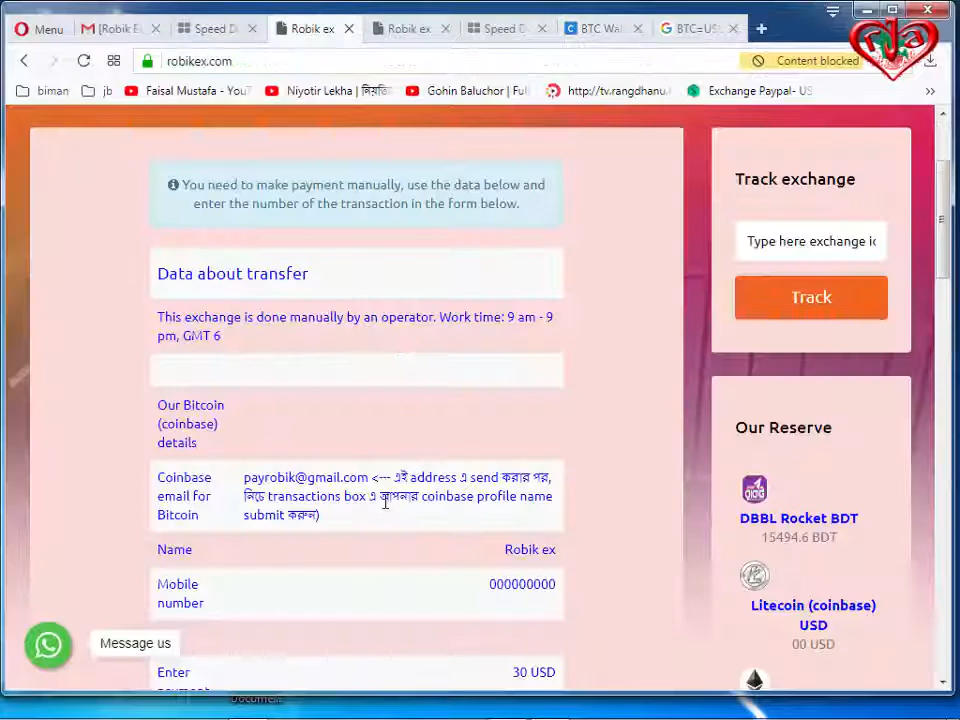 Menu
[Robik E
Speed D
Robik ex
Robik ex
Speed D
BTC Wal
BTC=US
robikex.com
Content blocked
biman
jb
Faisal Mustafa - YouT
Niyotir Lekha | নিয়তি
Gohin Baluchor | Ful
http://tv.rangdhanu.
Exchange Paypal- US
You need to make payment manually, use the data below and
enter the number of the transaction in the form below.
Data about transfer
This exchange is done manually by an operator. Work time: 9 am - 9
pm, GMT 6
Our Bitcoin
(coinbase)
details
Coinbase
email for
Bitcoin
payrobik@gmail.com <--- এই address এ send করার পর,
নিচে transactions box এ আপনার coinbase profile name
submit করুন)
Name
Robik ex
Mobile
number
000000000
Enter
30 USD
Message us
Track exchange
Type here exchange ic
Track
Our Reserve
DBBL Rocket BDT
15494.6 BDT
Litecoin (coinbase)
USD
00 USD